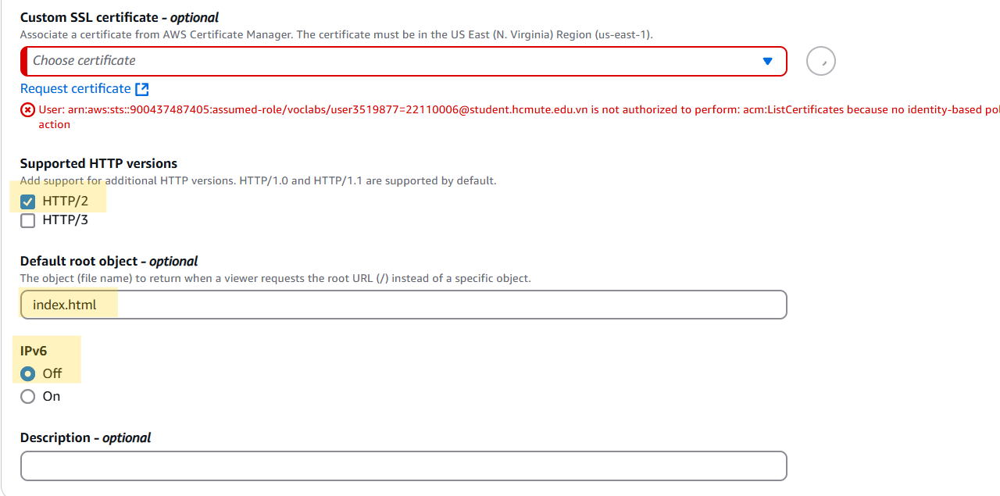 Custom SSL certificate - optional
Associate a certificate from AWS Certificate Manager. The certificate must be in the US East (N. Virginia) Region (us-east-1).
Choose certificate
Request certificate
User: arn:aws:sts::900437487405:assumed-role/voclabs/user3519877=22110006@student.hcmute.edu.vn is not authorized to perform: acm:ListCertificates because no identity-based pol
action
Supported HTTP versions
Add support for additional HTTP versions. HTTP/1.0 and HTTP/1.1 are supported by default.
HTTP/2
HTTP/3
Default root object - optional
The object (file name) to return when a viewer requests the root URL (/) instead of a specific object.
index.html
IPv6
Off
On
Description - optional